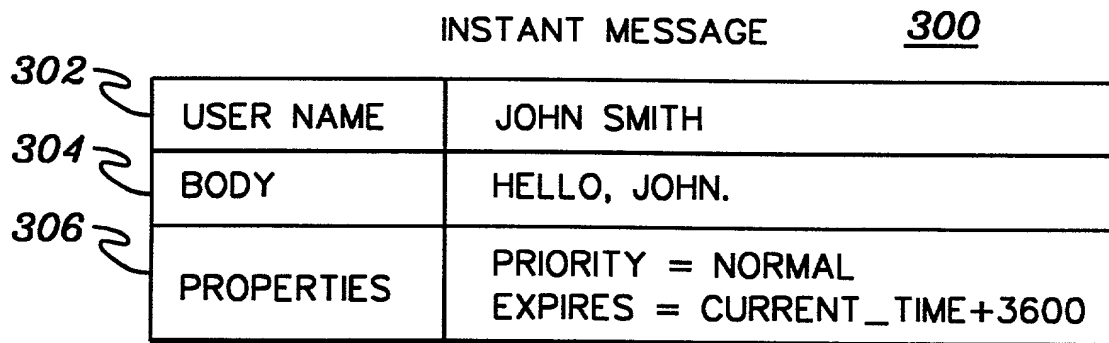 INSTANT MESSAGE 300
302
USER NAME JOHN SMITH
304
BODY HELLO, JOHN.
306
PROPERTIES PRIORITY = NORMAL
EXPIRES = CURRENT_TIME+3600